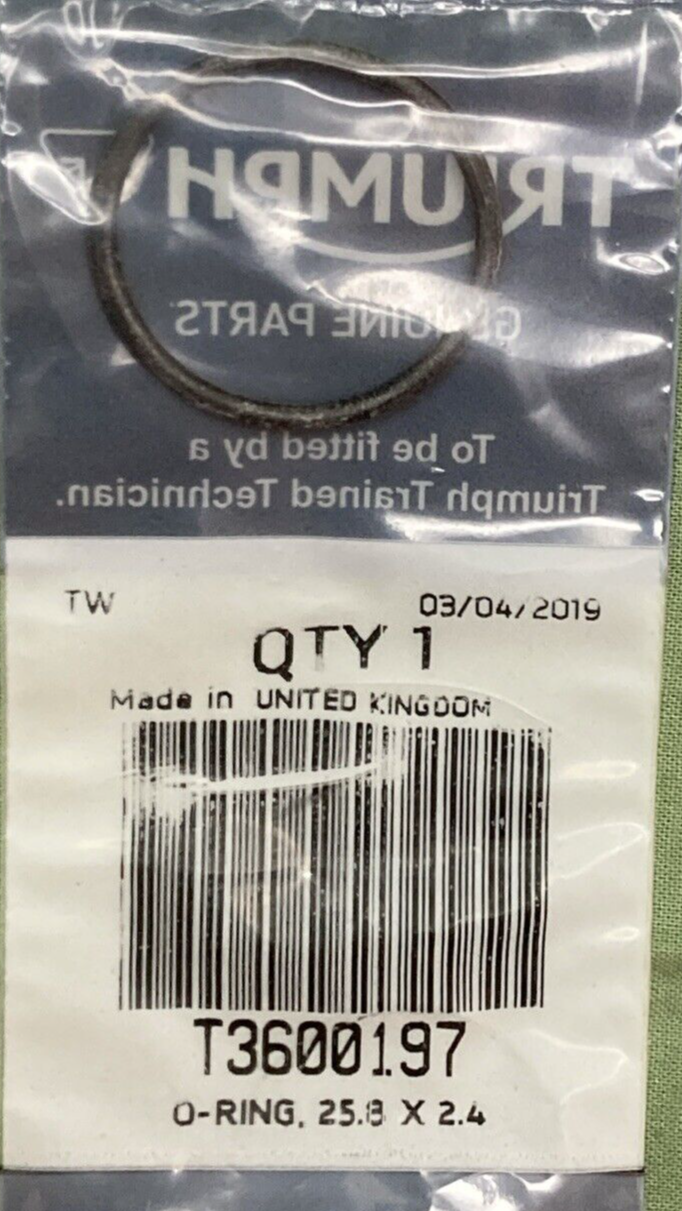 TRIUMPH
GENUINE PARTS
To be fitted by a
Triumph Trained Technician.
TW 03/04/2019
QTY 1
Made in UNITED KINGDOM
T3600197
O-RING, 25.8 X 2.4